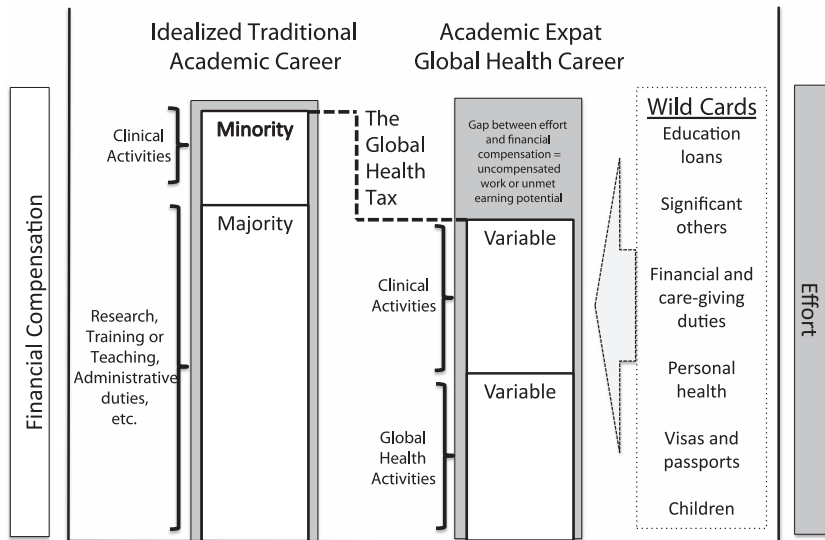 Idealized Traditional
Academic Career
Academic Expat
Global Health Career
Financial Compensation
Clinical
Activities
Research,
Training or
Teaching,
Administrative
duties,
etc.
Minority
Majority
The
Global
Health
Tax
Gap between effort
and financial
compensation =
uncompensated
work or unmet
earning potential
Clinical
Activities
Global
Health
Activities
Variable
Variable
Wild Cards
Education
loans
Significant
others
Financial and
care-giving
duties
Personal
health
Visas and
passports
Children
Effort